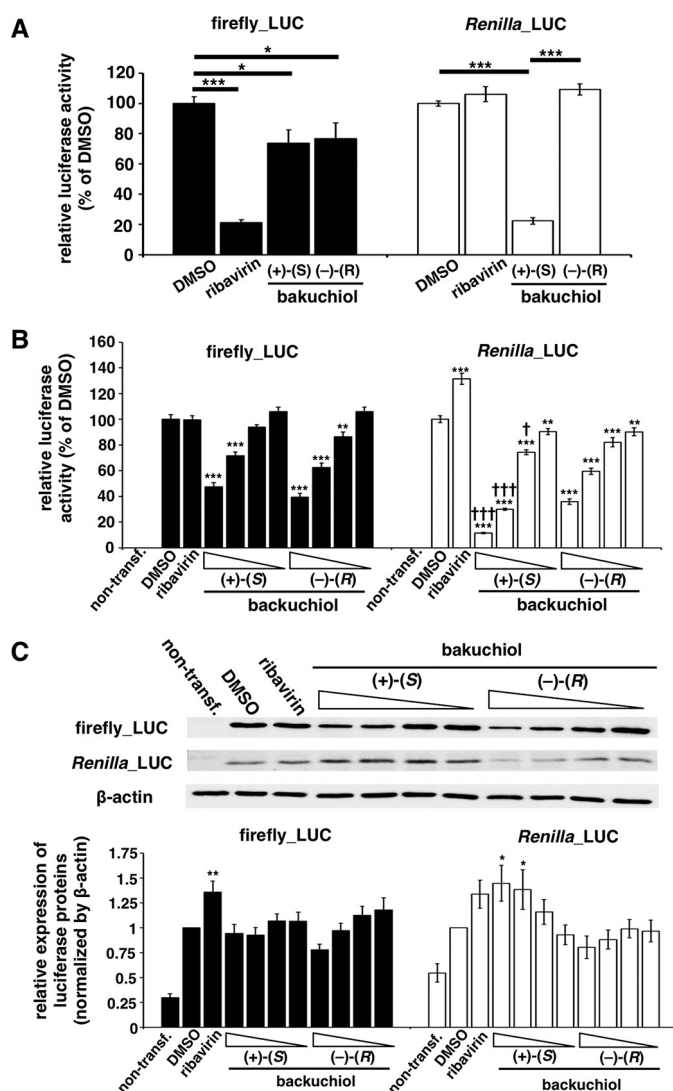 A
firefly_LUC
Renilla_LUC
relative luciferase activity
(% of DMSO)
120
100
80
60
40
20
0
*
*
***
***
***
DMSO
ribavirin
(+)-(S)
(–)-(R)
bakuchiol
DMSO
ribavirin
(+)-(S)
(–)-(R)
bakuchiol
B
firefly_LUC
Renilla_LUC
relative luciferase
activity (% of DMSO)
160
140
120
100
80
60
40
20
0
***
***
***
***
**
***
†††
***
†††
***
†
***
**
***
***
***
**
non-transf.
DMSO
ribavirin
(+)-(S)
(–)-(R)
backuchiol
non-transf.
DMSO
ribavirin
(+)-(S)
(–)-(R)
backuchiol
C
bakuchiol
non-transf.
DMSO
ribavirin
(+)-(S)
(–)-(R)
firefly_LUC
Renilla_LUC
β-actin
firefly_LUC
Renilla_LUC
relative expression of
luciferase proteins
(normalized by β-actin)
1.75
1.5
1.25
1
0.75
0.5
0.25
0
**
*
*
non-transf.
DMSO
ribavirin
(+)-(S)
(–)-(R)
bakuchiol
non-transf.
DMSO
ribavirin
(+)-(S)
(–)-(R)
bakuchiol